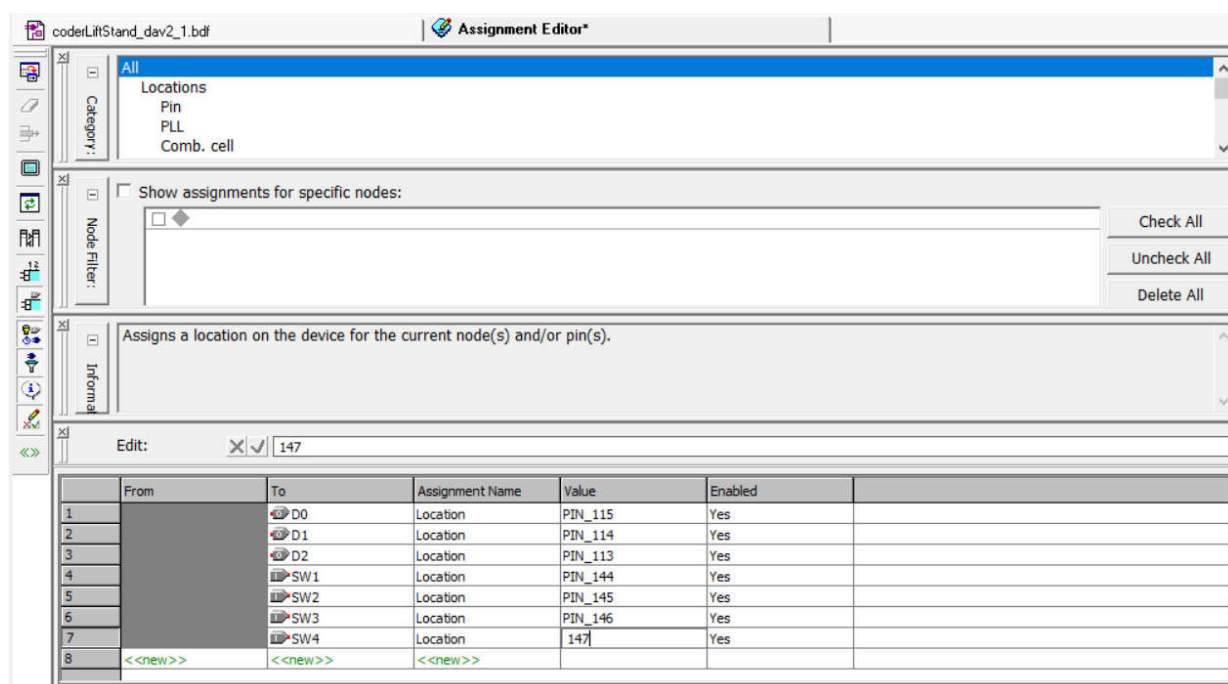 coderLiftStand_dav2_1.bdf
Assignment Editor*
Category:
All
Locations
Pin
PLL
Comb. cell
Node Filter:
Show assignments for specific nodes:
Check All
Uncheck All
Delete All
Informat
Assigns a location on the device for the current node(s) and/or pin(s).
Edit: 147
From To Assignment Name Value Enabled
1 D0 Location PIN_115 Yes
2 D1 Location PIN_114 Yes
3 D2 Location PIN_113 Yes
4 SW1 Location PIN_144 Yes
5 SW2 Location PIN_145 Yes
6 SW3 Location PIN_146 Yes
7 SW4 Location 147 Yes
8 <<new>> <<new>> <<new>>